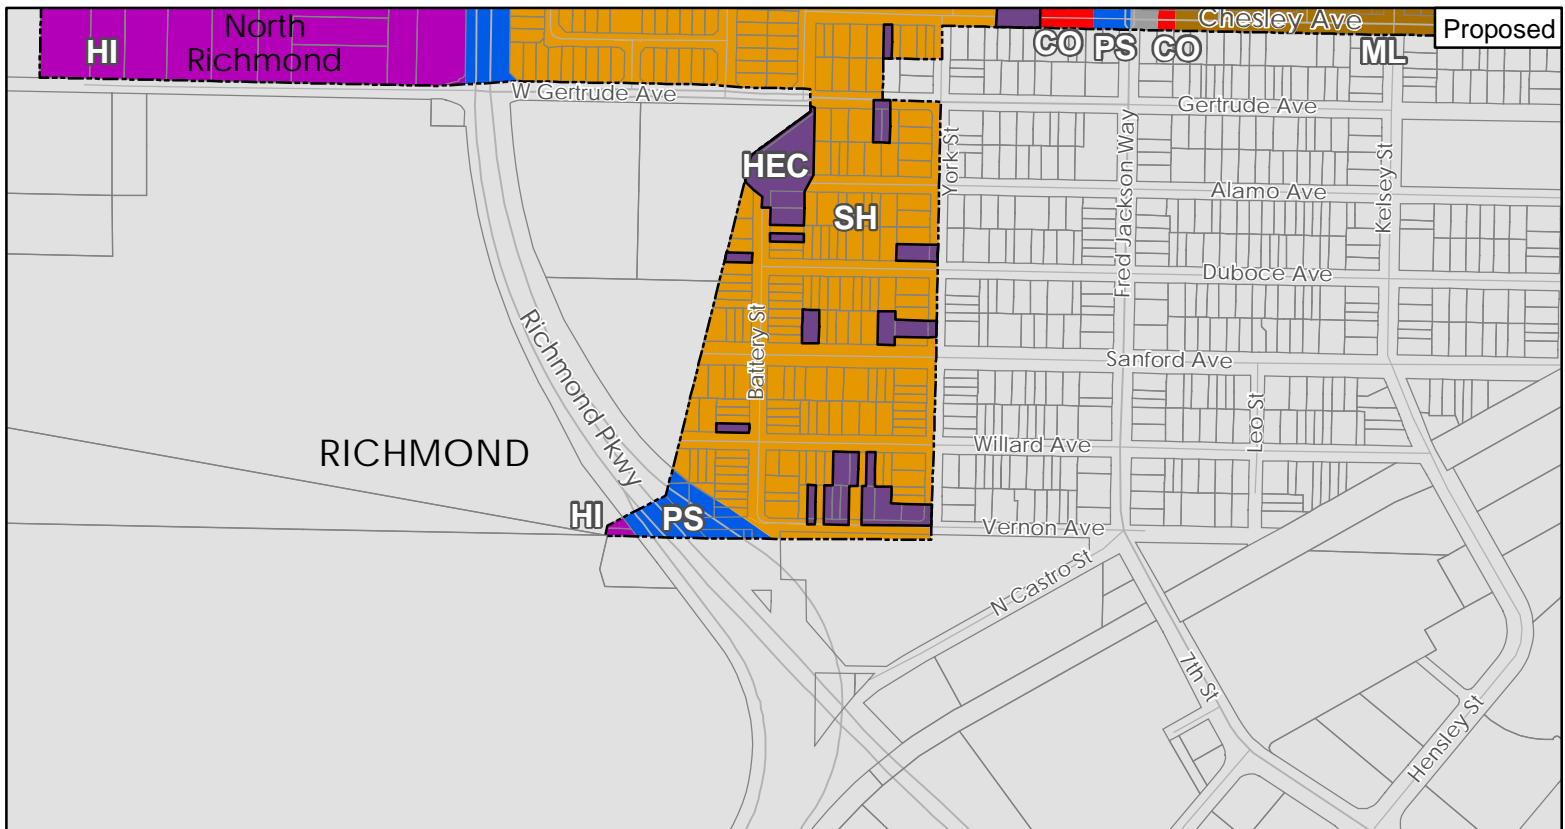 Chesley Ave
Proposed
North
Richmond
HI
CO
PS
CO
ML
W Gertrude Ave
Gertrude Ave
York St
Fred Jackson Way
Kelsey St
HEC
Alamo Ave
SH
Duboce Ave
Battery St
Richmond Pkwy
Sanford Ave
Leo St
RICHMOND
Willard Ave
HI
PS
Vernon Ave
N Castro St
7th St
Hensley St